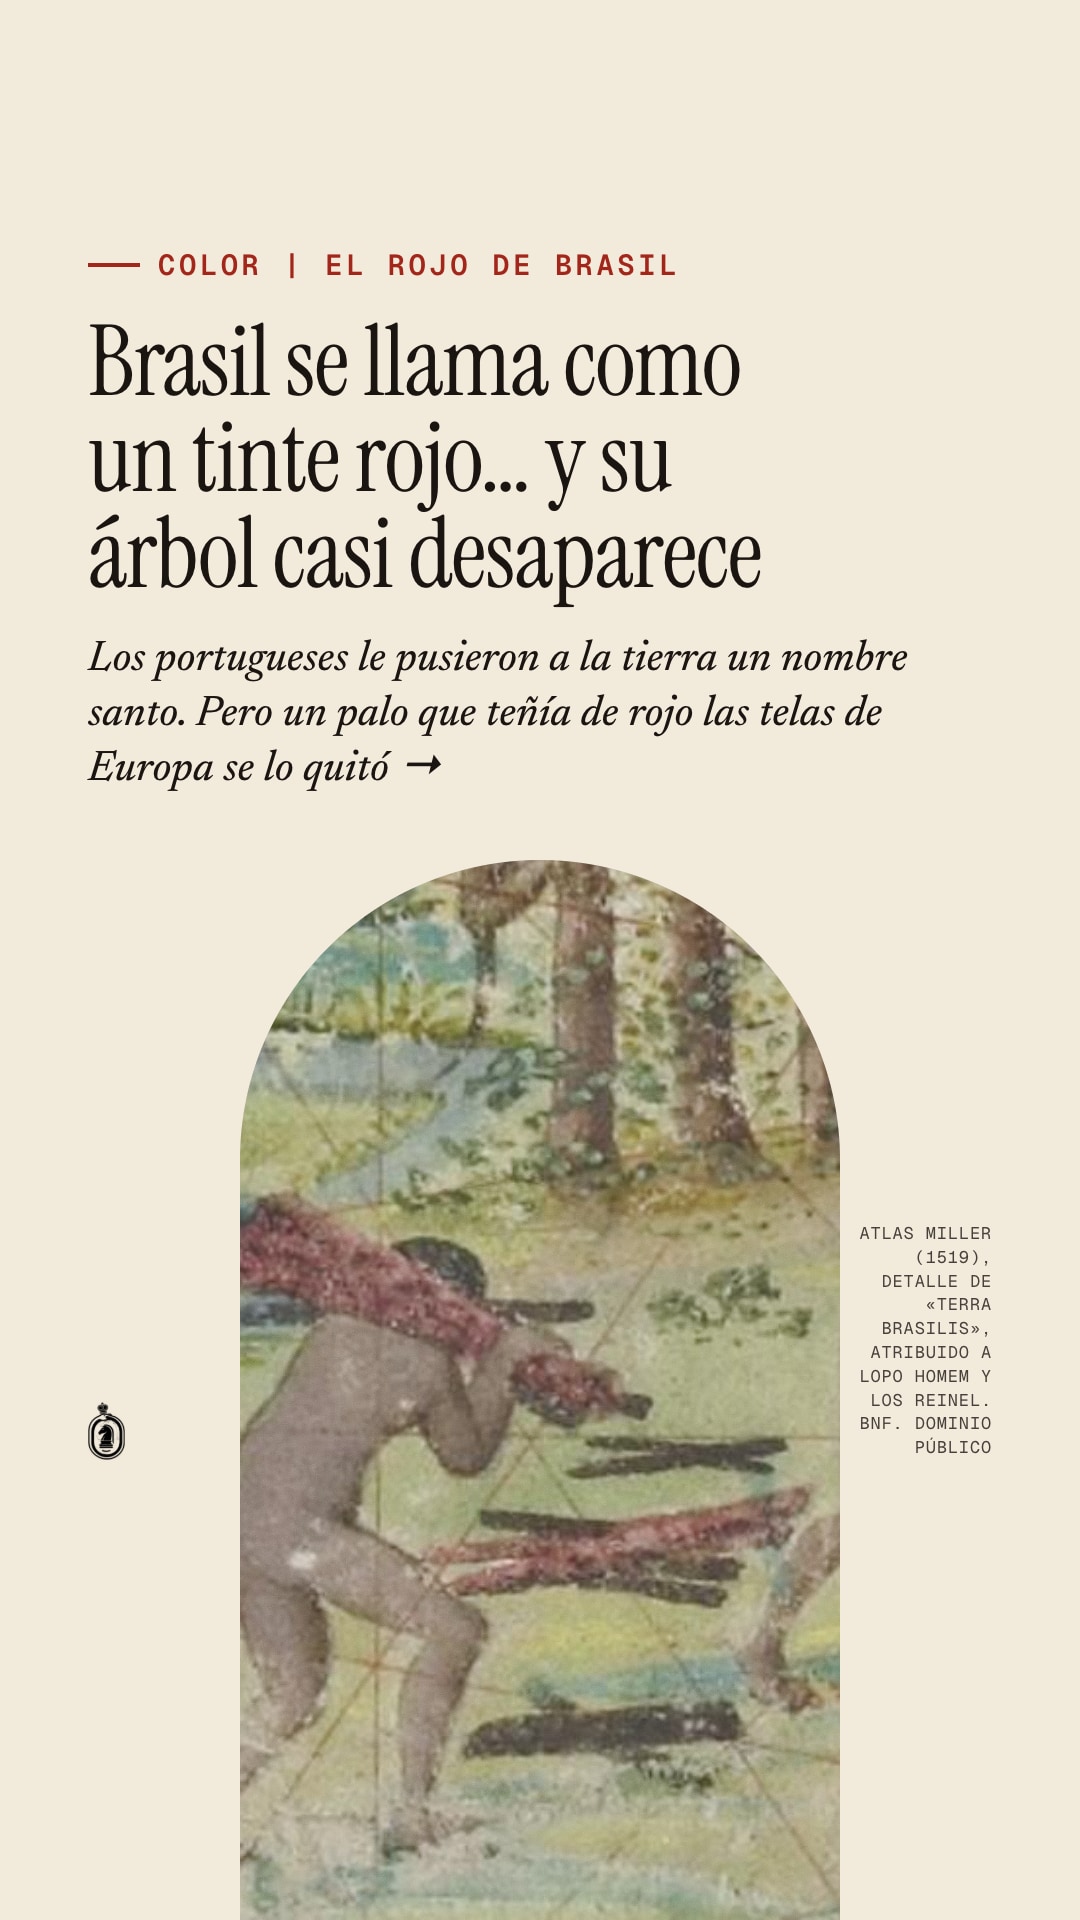 COLOR | EL ROJO DE BRASIL
Brasil se llama como
un tinte rojo... y su
árbol casi desaparece
Los portugueses le pusieron a la tierra un nombre
santo. Pero un palo que teñía de rojo las telas de
Europa se lo quitó →
ATLAS MILLER
(1519),
DETALLE DE
«TERRA
BRASILIS»,
ATRIBUIDO A
LOPO HOMEM Y
LOS REINEL.
BNF. DOMINIO
PÚBLICO